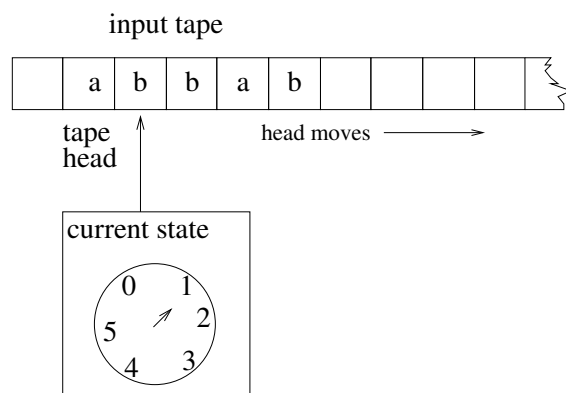 input tape
a b b a b
tape
head
head moves
current state
0 1
5 2
4 3